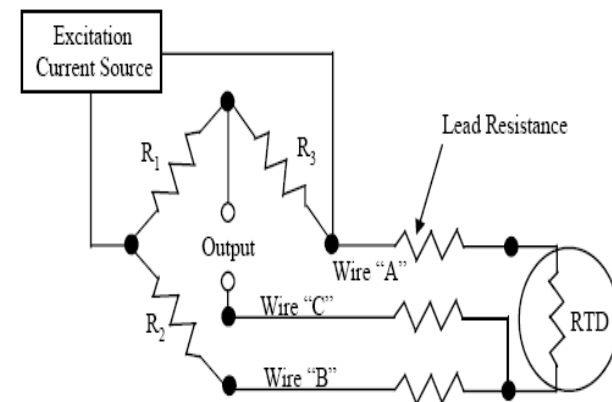 Excitation
Current Source
Lead Resistance
R1
R3
Output
Wire “A”
R2
Wire “C”
RTD
Wire “B”